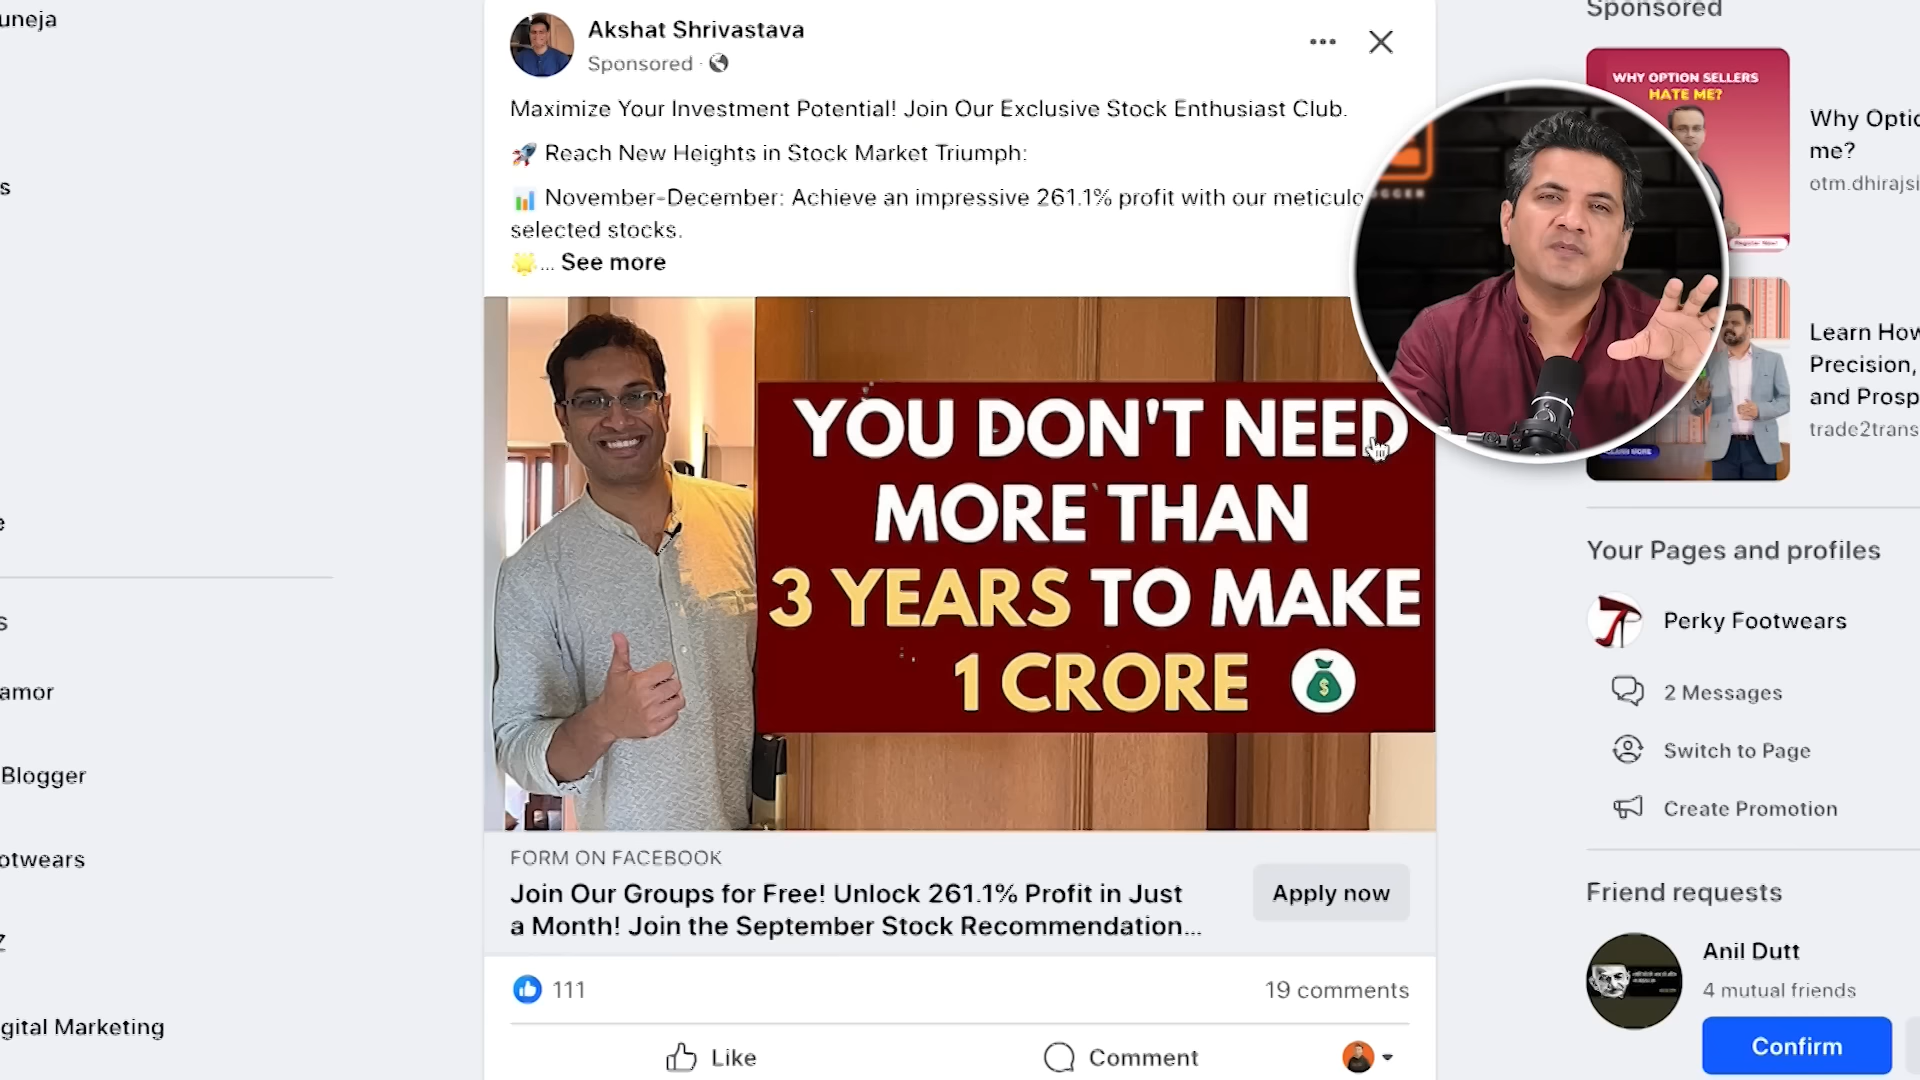 uneja
s
e
s
amor
Blogger
otwears
z
gital Marketing
Akshat Shrivastava
Sponsored ·
Maximize Your Investment Potential! Join Our Exclusive Stock Enthusiast Club.
🚀 Reach New Heights in Stock Market Triumph:
📊 November-December: Achieve an impressive 261.1% profit with our meticulo
selected stocks.
🌟... See more
YOU DON'T NEED
MORE THAN
3 YEARS TO MAKE
1 CRORE
FORM ON FACEBOOK
Join Our Groups for Free! Unlock 261.1% Profit in Just
a Month! Join the September Stock Recommendation...
Apply now
111
19 comments
Like
Comment
OGGER
Sponsored
WHY OPTION SELLERS
HATE ME?
Register Now!
Why Optio
me?
otm.dhirajsi
Learn How
Precision,
and Prosp
trade2trans
LEARN MORE
Your Pages and profiles
Perky Footwears
2 Messages
Switch to Page
Create Promotion
Friend requests
Anil Dutt
4 mutual friends
Confirm